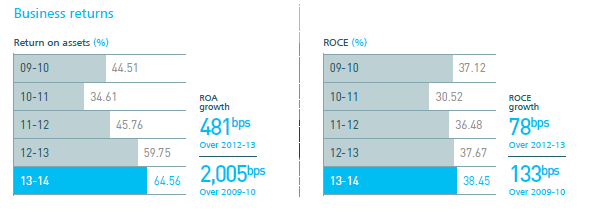 Business returns
Return on assets (%)
09-10 44.51
10-11 34.61
11-12 45.76
12-13 59.75
13-14 64.56
ROA
growth
481bps
Over 2012-13
2,005bps
Over 2009-10
ROCE (%)
09-10 37.12
10-11 30.52
11-12 36.48
12-13 37.67
13-14 38.45
ROCE
growth
78bps
Over 2012-13
133bps
Over 2009-10